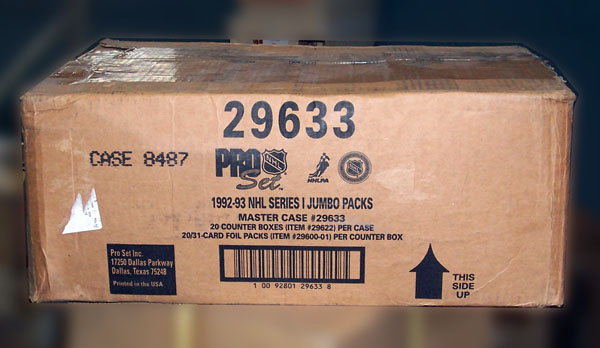 29633
CASE 8487
PRO NHL
Set
NHLPA
1992-93 NHL SERIES I JUMBO PACKS
MASTER CASE #29633
20 COUNTER BOXES (ITEM #29622) PER CASE
20/31-CARD FOIL PACKS (ITEM #29600-01) PER COUNTER BOX
Pro Set Inc.
17250 Dallas Parkway
Dallas, Texas 75248
Printed in the USA
1 00 92801 29633 8
THIS
SIDE
UP